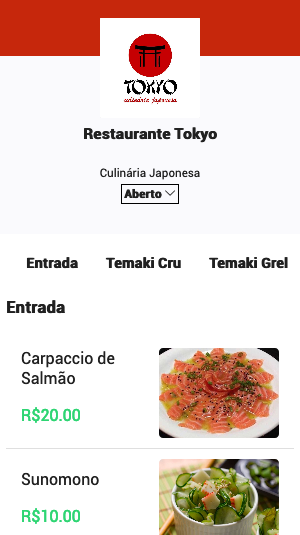 TOKYO
culinária japonesa
Restaurante Tokyo
Culinária Japonesa
Aberto
Entrada Temaki Cru Temaki Grel
Entrada
Carpaccio de
Salmão
R$20.00
Sunomono
R$10.00